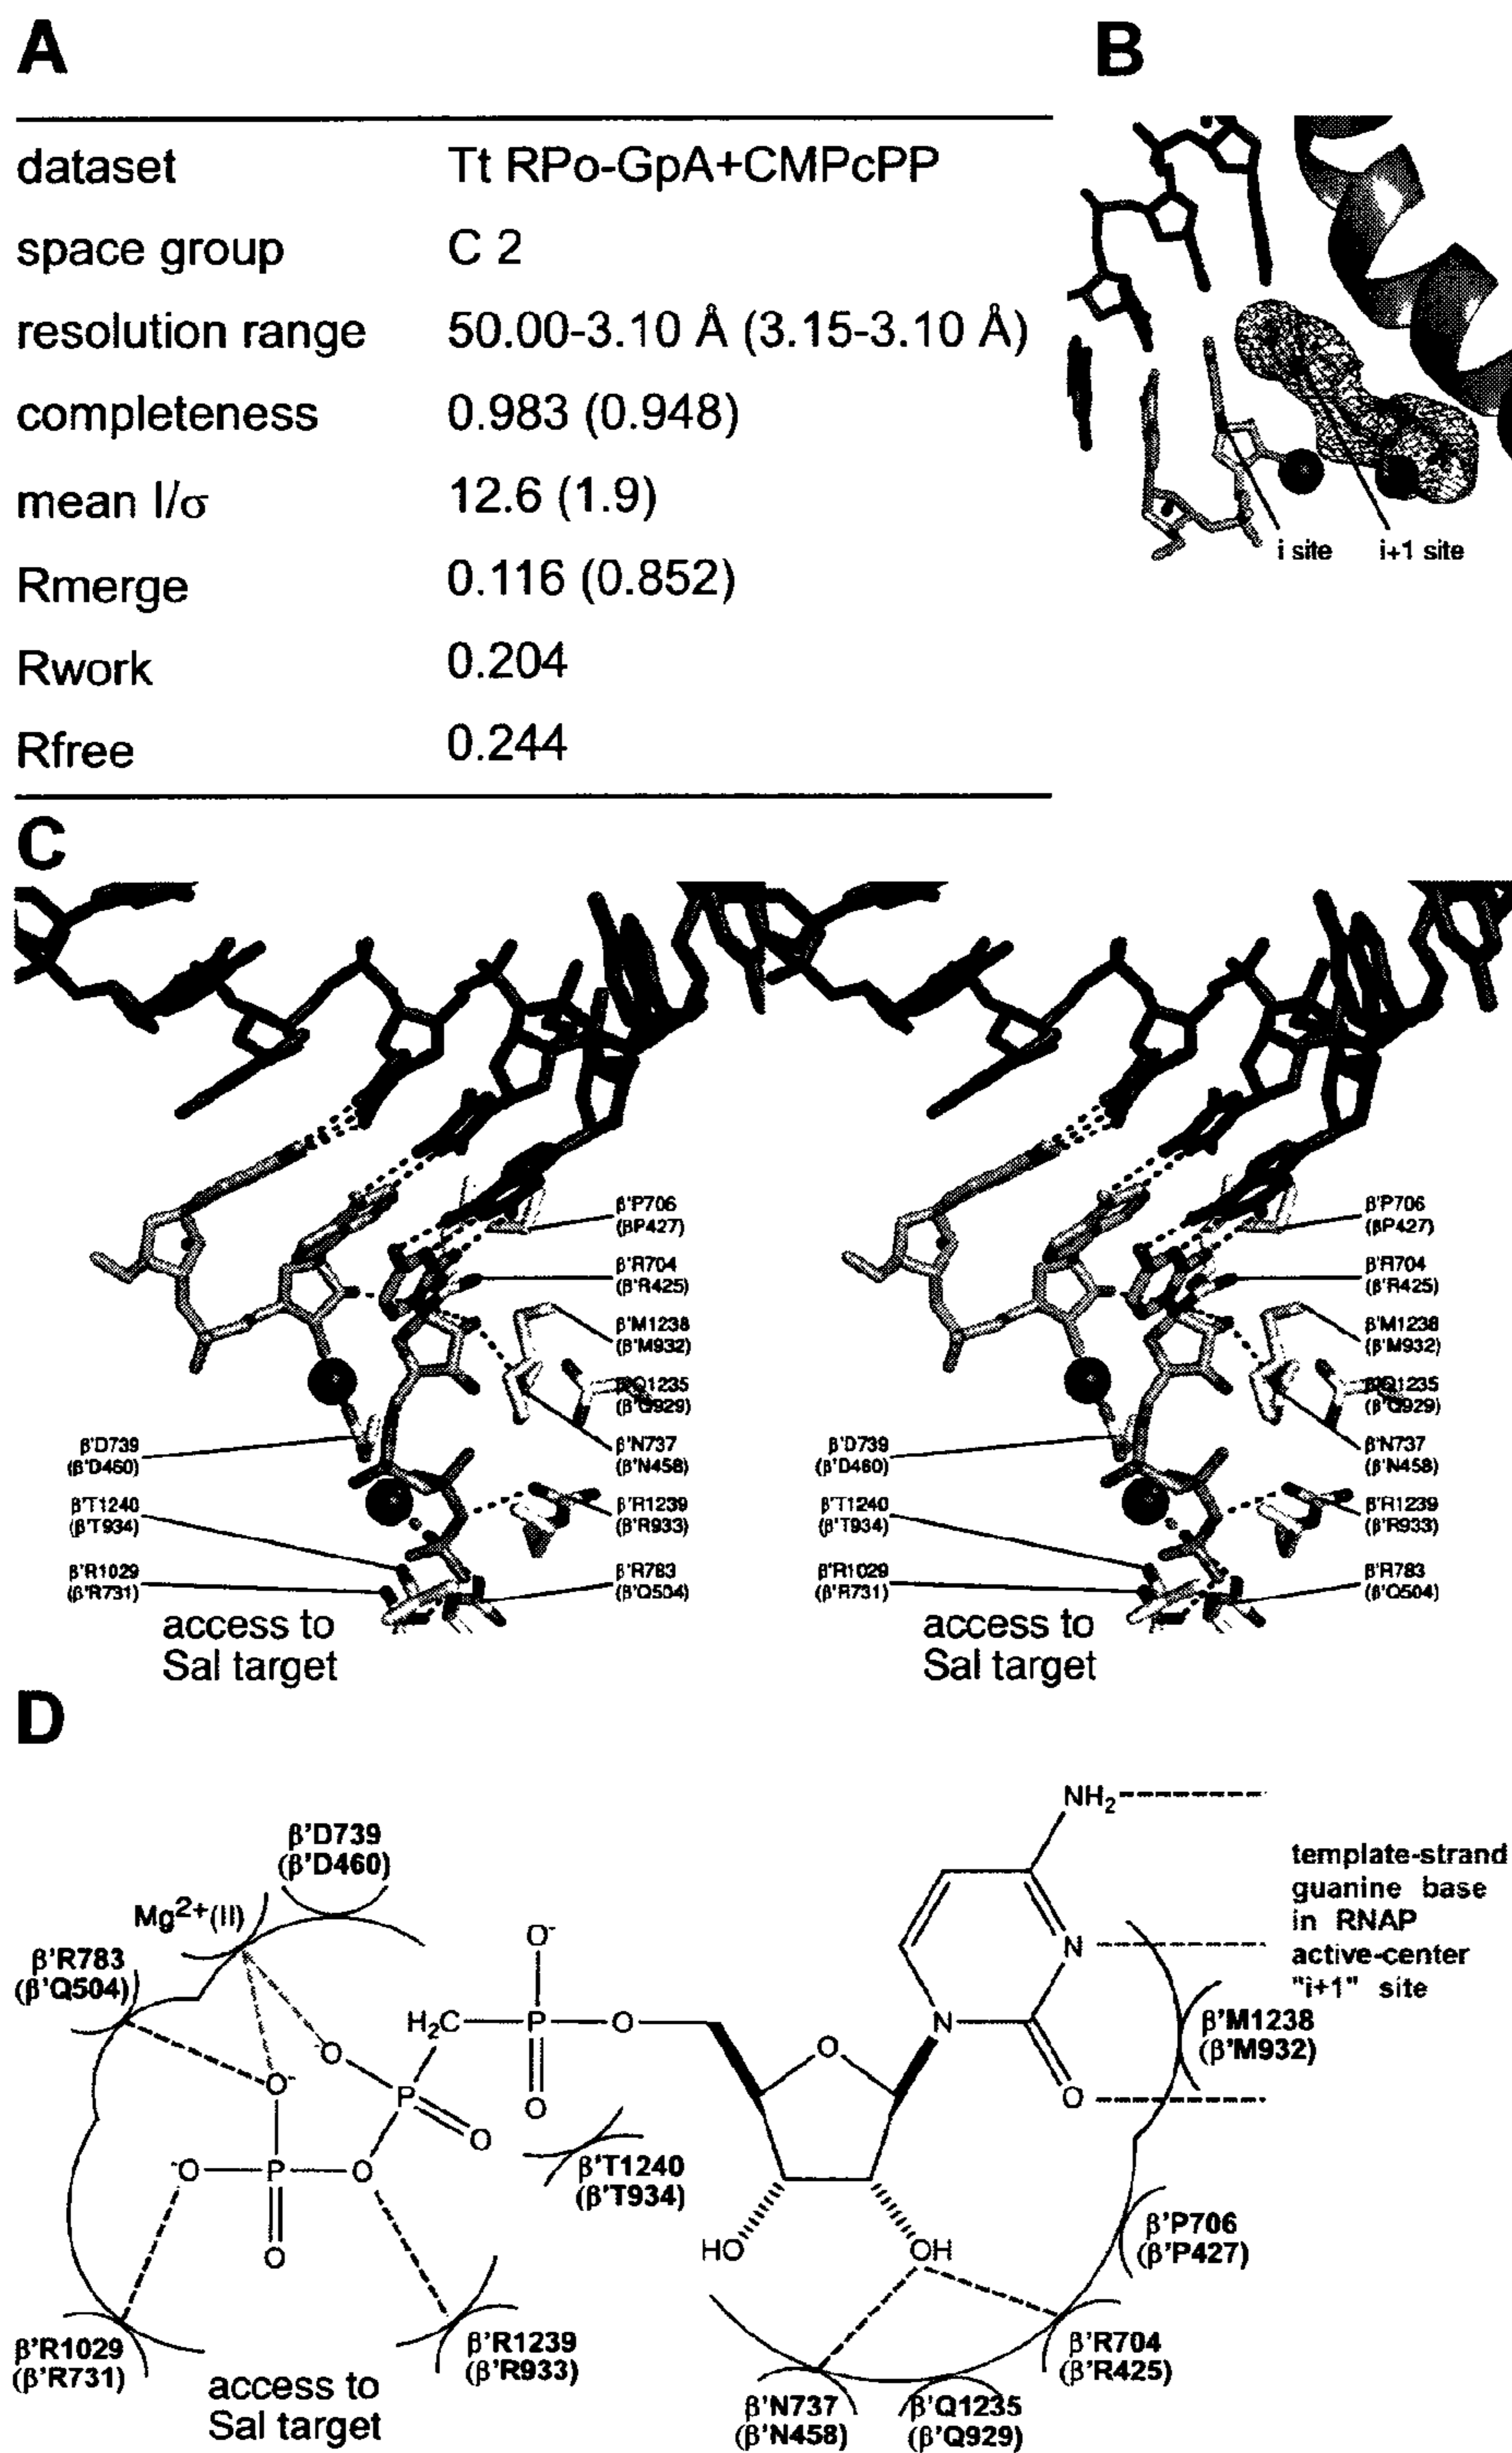 A
B
dataset Tt RPo-GpA+CMPcPP
space group C 2
resolution range 50.00-3.10 Å (3.15-3.10 Å)
completeness 0.983 (0.948)
mean I/σ 12.6 (1.9)
Rmerge 0.116 (0.852)
Rwork 0.204
Rfree 0.244
i site
i+1 site
C
β'P706
(βP427)
β'R704
(β'R425)
β'M1238
(β'M932)
β'Q1235
(β'Q929)
β'N737
(β'N458)
β'R1239
(β'R933)
β'R783
(β'Q504)
β'D739
(β'D460)
β'T1240
(β'T934)
β'R1029
(β'R731)
access to
Sal target
β'P706
(βP427)
β'R704
(β'R425)
β'M1238
(β'M932)
β'Q1235
(β'Q929)
β'N737
(β'N458)
β'R1239
(β'R933)
β'R783
(β'Q504)
β'D739
(β'D460)
β'T1240
(β'T934)
β'R1029
(β'R731)
access to
Sal target
D
NH2
β'D739
(β'D460)
Mg2+(II)
β'R783
(β'Q504)
template-strand
guanine base
in RNAP
active-center
"i+1" site
O-
H2C
P
O
N
N
O
β'M1238
(β'M932)
-O
O-
P
O
O
O
β'T1240
(β'T934)
-O
P
O
O
HO
OH
β'P706
(β'P427)
β'R1029
(β'R731)
β'R1239
(β'R933)
β'R704
(β'R425)
access to
Sal target
β'N737
(β'N458)
β'Q1235
(β'Q929)